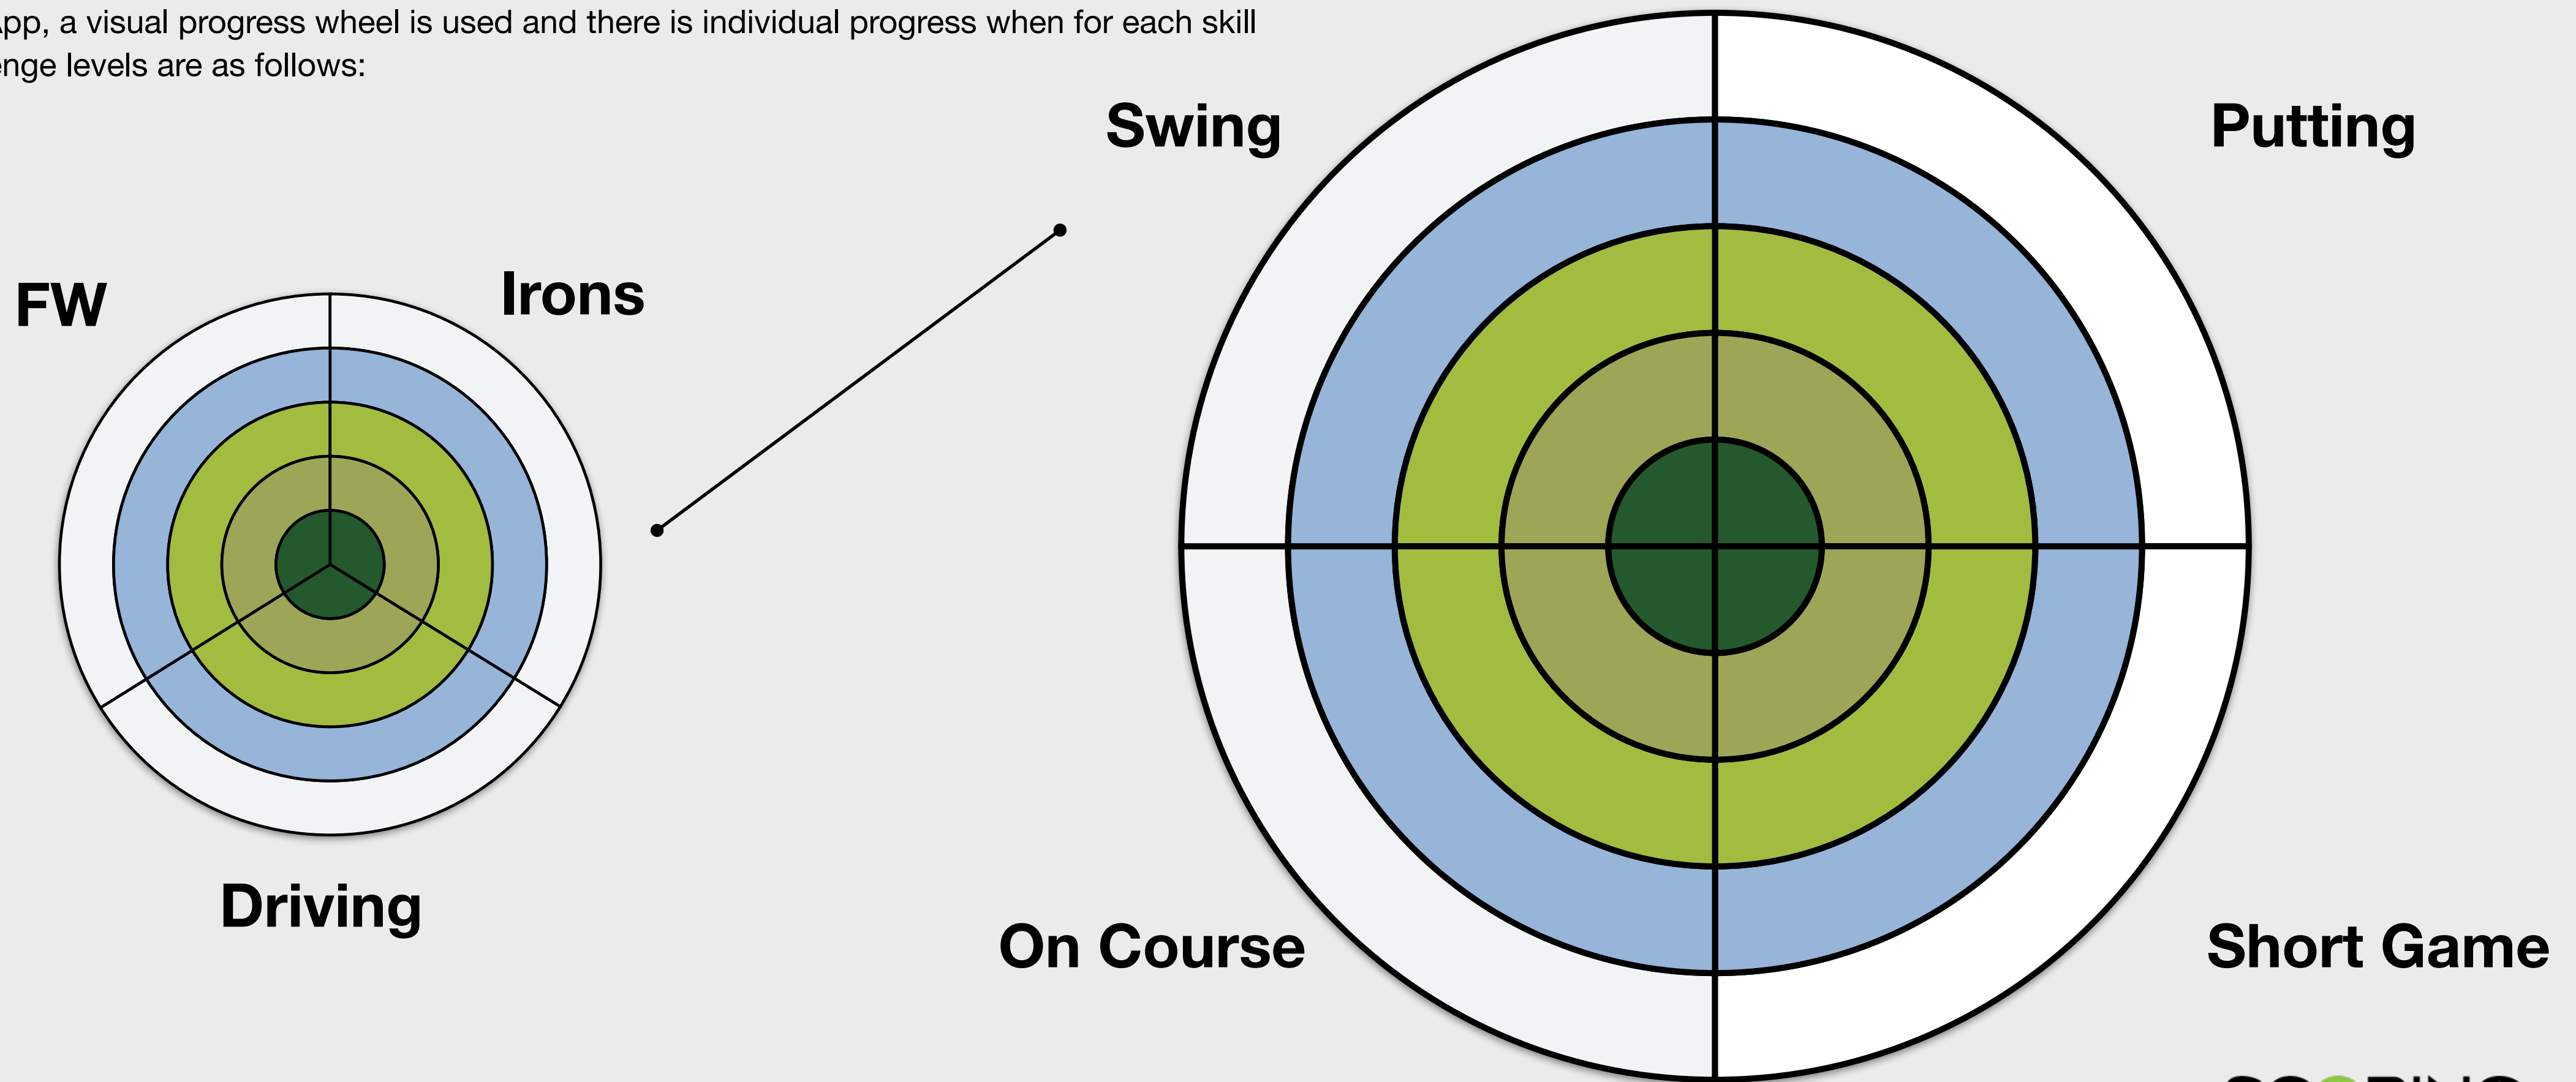 pp, a visual progress wheel is used and there is individual progress when for each skill
enge levels are as follows:
Swing
Putting
FW
Irons
Driving
On Course
Short Game